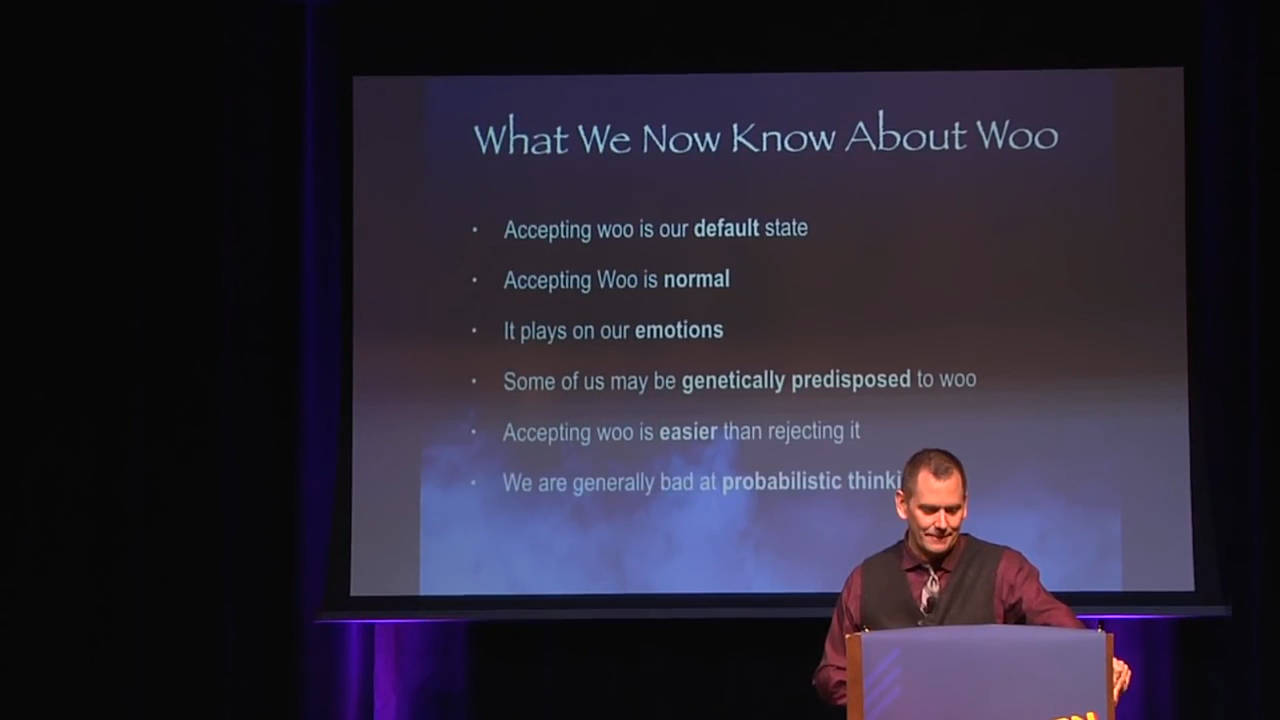 What We Now Know About Woo
· Accepting woo is our default state
· Accepting Woo is normal
· It plays on our emotions
· Some of us may be genetically predisposed to woo
· Accepting woo is easier than rejecting it
· We are generally bad at probabilistic